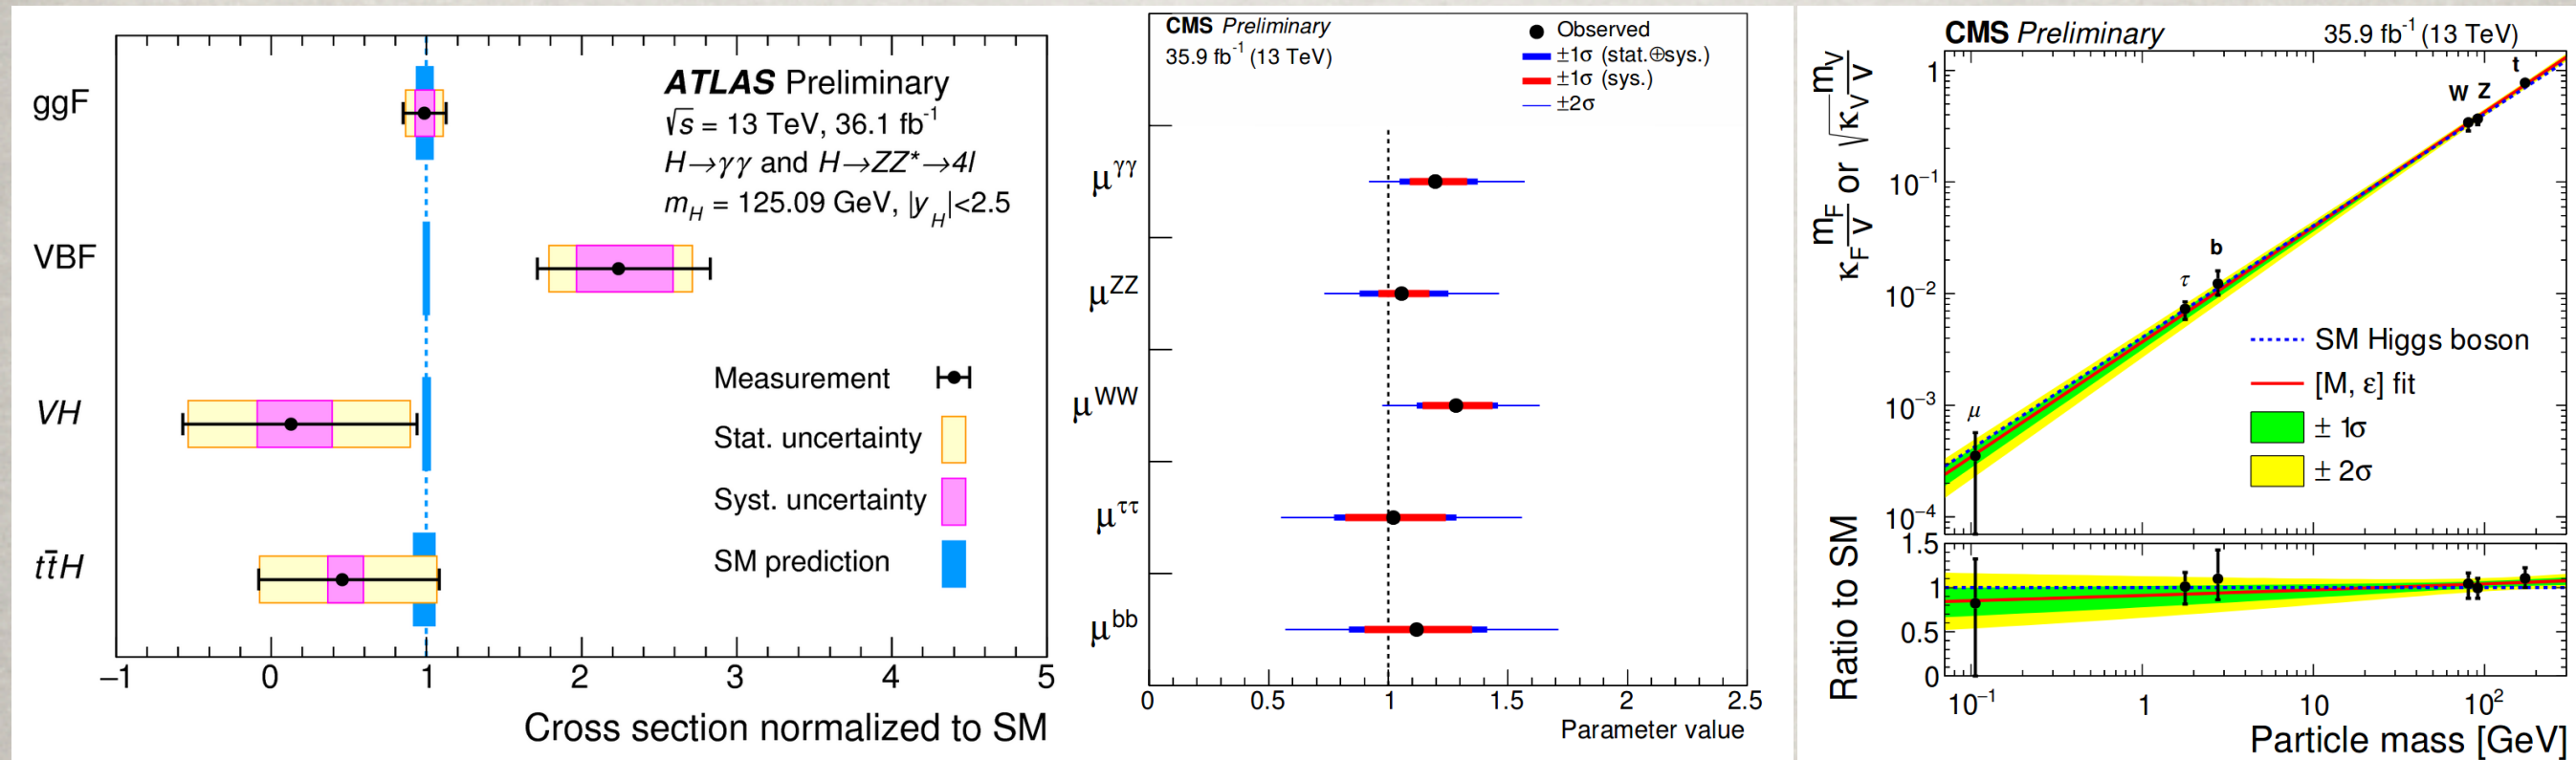 ggF
VBF
VH
tt̄H
ATLAS Preliminary
√s = 13 TeV, 36.1 fb⁻¹
H→γγ and H→ZZ*→4l
m_H = 125.09 GeV, |y_H|<2.5
Measurement
Stat. uncertainty
Syst. uncertainty
SM prediction
−1 0 1 2 3 4 5
Cross section normalized to SM
CMS Preliminary
35.9 fb⁻¹ (13 TeV)
Observed
±1σ (stat.⊕sys.)
±1σ (sys.)
±2σ
μ^γγ
μ^ZZ
μ^WW
μ^ττ
μ^bb
0 0.5 1 1.5 2 2.5
Parameter value
CMS Preliminary 35.9 fb⁻¹ (13 TeV)
κ_F m_F/v or √κ_V m_V/v
1
10⁻¹
10⁻²
10⁻³
10⁻⁴
μ
τ
b
W Z
t
SM Higgs boson
[M, ε] fit
± 1σ
± 2σ
Ratio to SM
1.5
1
0.5
0
10⁻¹ 1 10 10²
Particle mass [GeV]